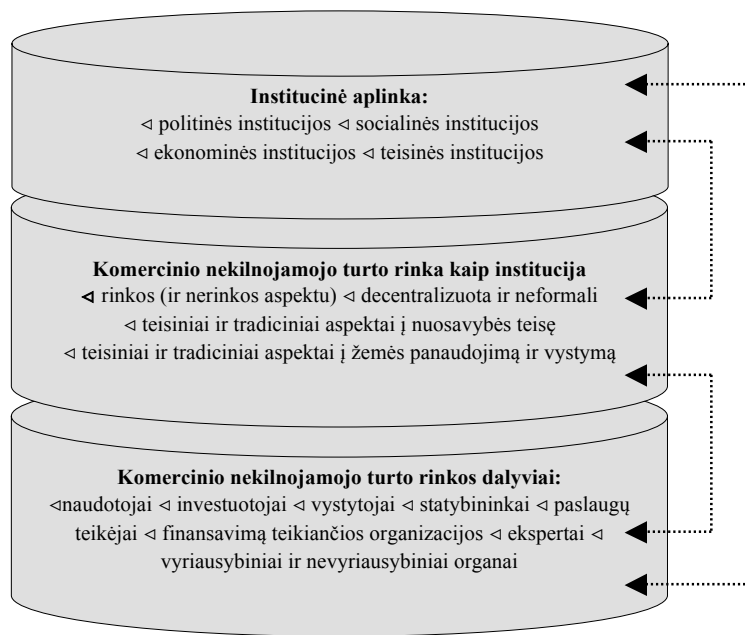 Institucinė aplinka:
◃ politinės institucijos ◃ socialinės institucijos
◃ ekonominės institucijos ◃ teisinės institucijos
Komercinio nekilnojamojo turto rinka kaip institucija
◃ rinkos (ir nerinkos aspektu) ◃ decentralizuota ir neformali
◃ teisiniai ir tradiciniai aspektai į nuosavybės teisę
◃ teisiniai ir tradiciniai aspektai į žemės panaudojimą ir vystymą
Komercinio nekilnojamojo turto rinkos dalyviai:
◃naudotojai ◃ investuotojai ◃ vystytojai ◃ statybininkai ◃ paslaugų
teikėjai ◃ finansavimą teikiančios organizacijos ◃ ekspertai ◃
vyriausybiniai ir nevyriausybiniai organai